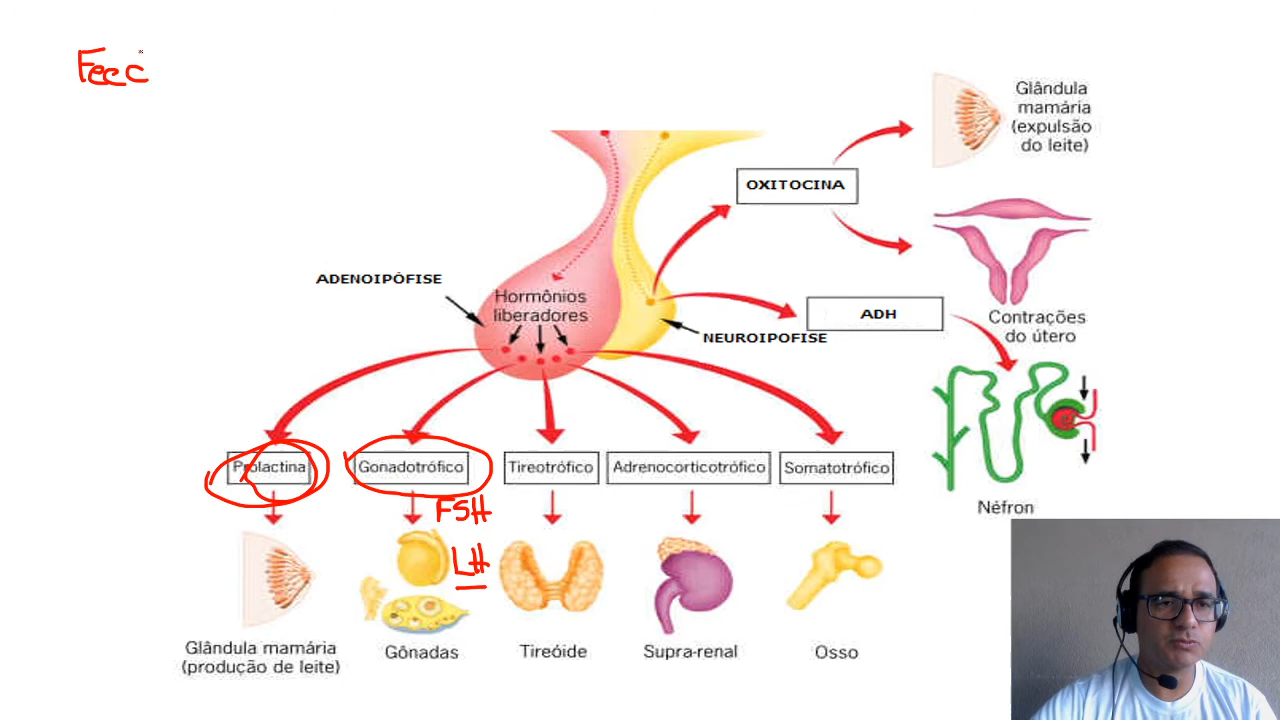 Fecc
Glândula
mamária
(expulsão
do leite)
OXITOCINA
ADENOIPÓFISE
Hormônios
liberadores
ADH
Contrações
do útero
NEUROIPOFISE
Prolactina
Gonadotrófico
Tireotrófico
Adrenocorticotrófico
Somatotrófico
Néfron
FSH
LH
Glândula mamária
(produção de leite)
Gônadas
Tireóide
Supra-renal
Osso